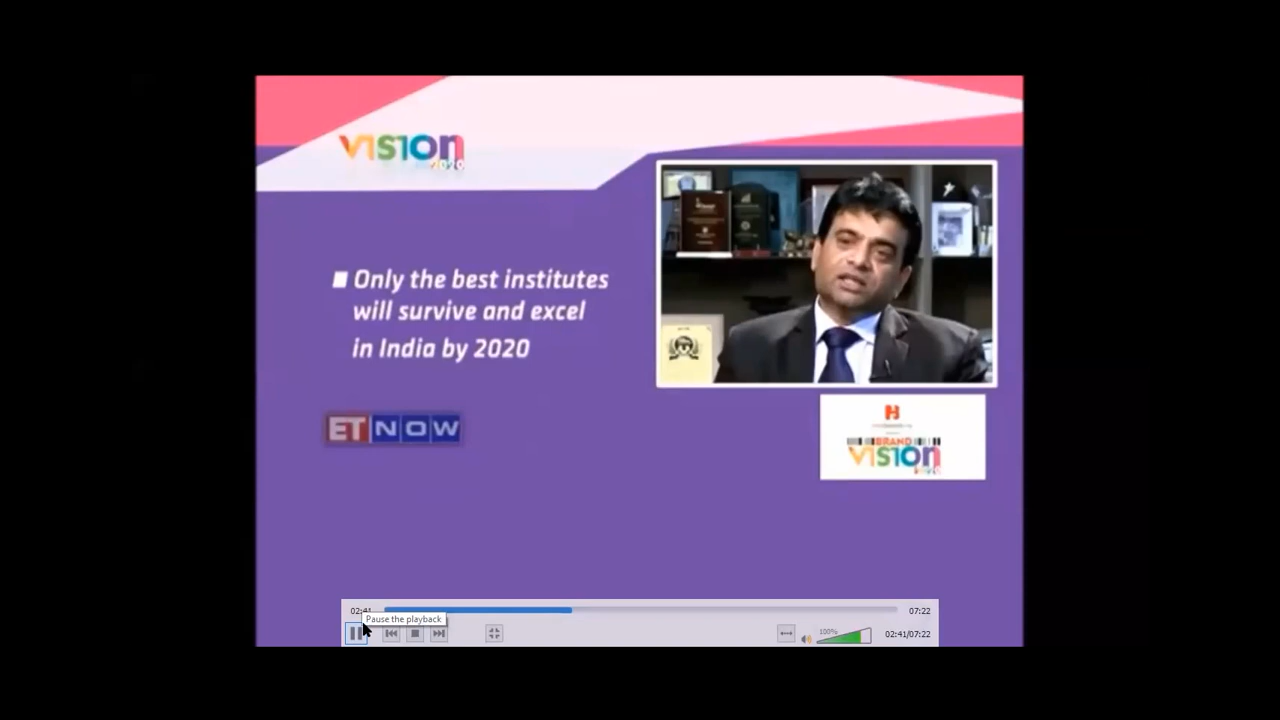 VISION
2020
Only the best institutes
will survive and excel
in India by 2020
ET NOW
BRAND
VISION
2020
02:41
07:22
Pause the playback
100%
02:41/07:22